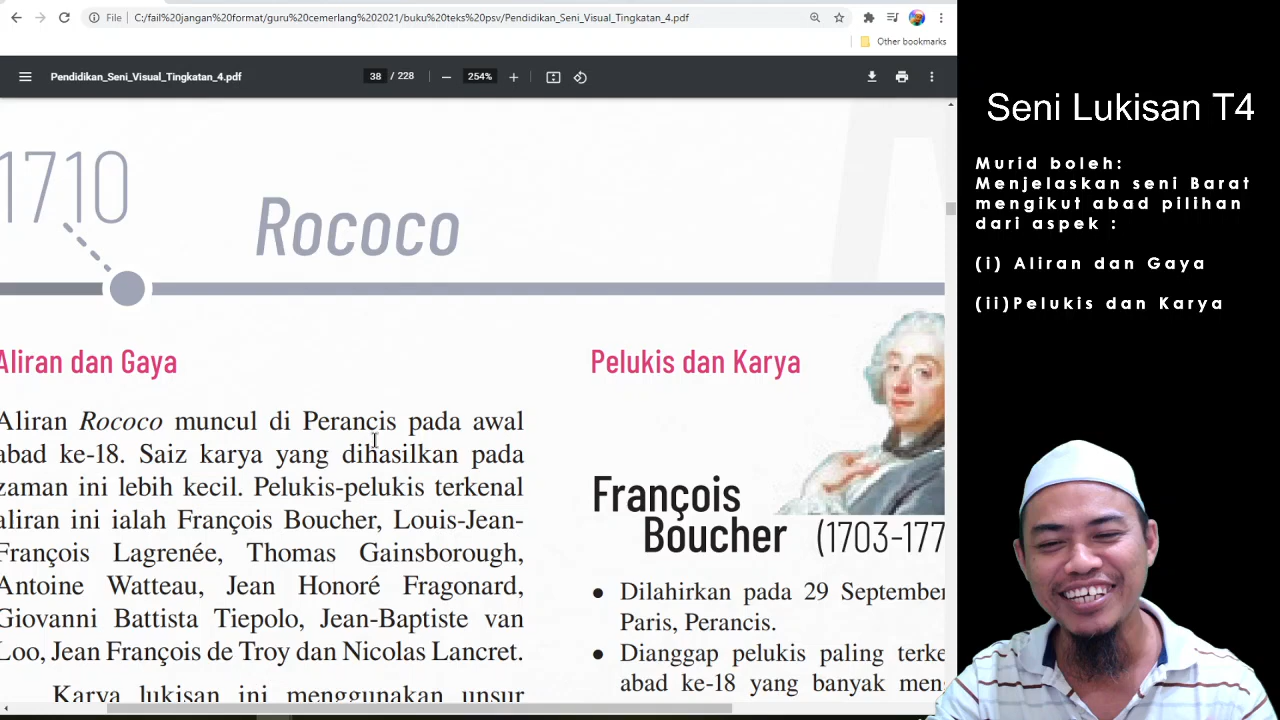 File C:/fail%20jangan%20format/guru%20cemerlang%202021/buku%20teks%20psv/Pendidikan_Seni_Visual_Tingkatan_4.pdf
Other bookmarks
Pendidikan_Seni_Visual_Tingkatan_4.pdf 38 / 228 254%
1710
Rococo
Aliran dan Gaya
Aliran Rococo muncul di Perancis pada awal
abad ke-18. Saiz karya yang dihasilkan pada
zaman ini lebih kecil. Pelukis-pelukis terkenal
aliran ini ialah François Boucher, Louis-Jean-
François Lagrenée, Thomas Gainsborough,
Antoine Watteau, Jean Honoré Fragonard,
Giovanni Battista Tiepolo, Jean-Baptiste van
Loo, Jean François de Troy dan Nicolas Lancret.
Karya lukisan ini menggunakan unsur
Pelukis dan Karya
François
Boucher (1703-177
Dilahirkan pada 29 September
Paris, Perancis.
Dianggap pelukis paling terke
abad ke-18 yang banyak men
Seni Lukisan T4
Murid boleh:
Menjelaskan seni Barat
mengikut abad pilihan
dari aspek :
(i) Aliran dan Gaya
(ii)Pelukis dan Karya